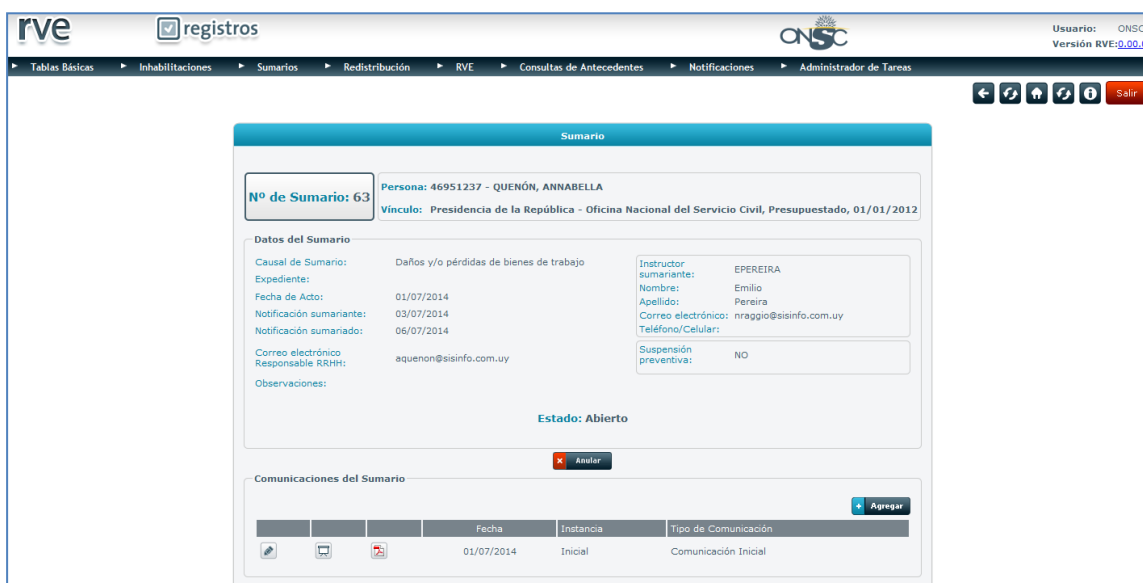 rve registros ONSC Usuario: ONSC
Versión RVE:0.00.
Tablas Básicas Inhabilitaciones Sumarios Redistribución RVE Consultas de Antecedentes Notificaciones Administrador de Tareas
Salir
Sumario
Nº de Sumario: 63
Persona: 46951237 - QUENÓN, ANNABELLA
Vínculo: Presidencia de la República - Oficina Nacional del Servicio Civil, Presupuestado, 01/01/2012
Datos del Sumario
Causal de Sumario: Daños y/o pérdidas de bienes de trabajo
Expediente:
Fecha de Acto: 01/07/2014
Notificación sumariante: 03/07/2014
Notificación sumariado: 06/07/2014
Correo electrónico
Responsable RRHH: aquenon@sisinfo.com.uy
Observaciones:
Instructor
sumariante: EPEREIRA
Nombre: Emilio
Apellido: Pereira
Correo electrónico: nraggio@sisinfo.com.uy
Teléfono/Celular:
Suspensión
preventiva: NO
Estado: Abierto
Anular
Comunicaciones del Sumario
Agregar
Fecha Instancia Tipo de Comunicación
01/07/2014 Inicial Comunicación Inicial